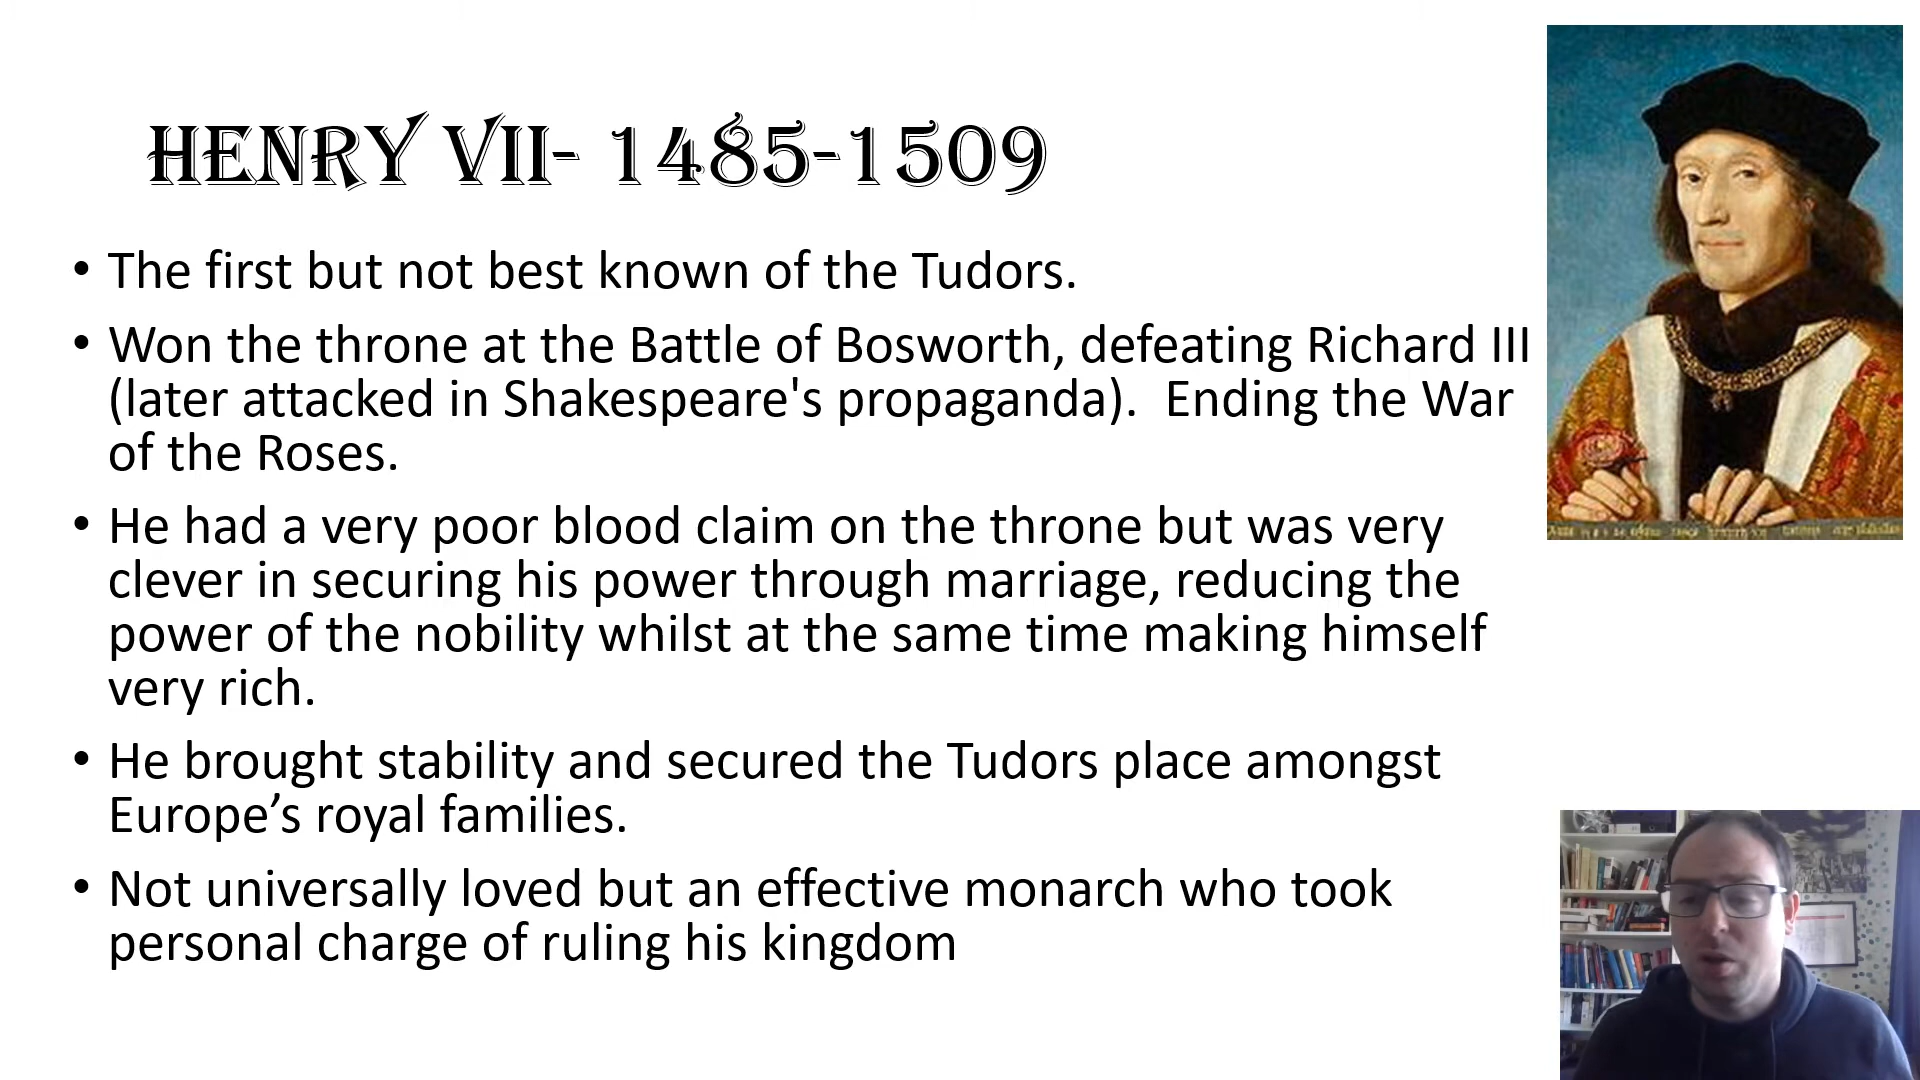 HENRY VII- 1485-1509
• The first but not best known of the Tudors.
• Won the throne at the Battle of Bosworth, defeating Richard III
(later attacked in Shakespeare's propaganda).  Ending the War
of the Roses.
• He had a very poor blood claim on the throne but was very
clever in securing his power through marriage, reducing the
power of the nobility whilst at the same time making himself
very rich.
• He brought stability and secured the Tudors place amongst
Europe’s royal families.
• Not universally loved but an effective monarch who took
personal charge of ruling his kingdom